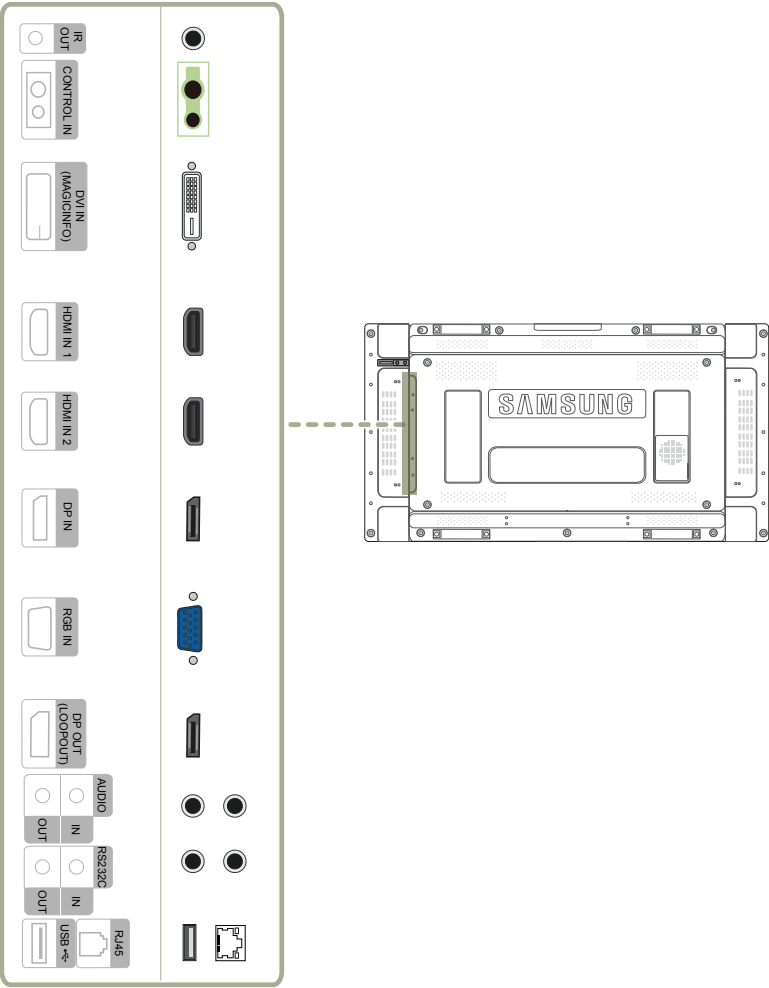 IR
OUT
CONTROL IN
DVI IN
(MAGICINFO)
HDMI IN 1
HDMI IN 2
DP IN
RGB IN
DP OUT
(LOOPOUT)
AUDIO
IN
OUT
RS232C
IN
OUT
RJ45
USB
SAMSUNG